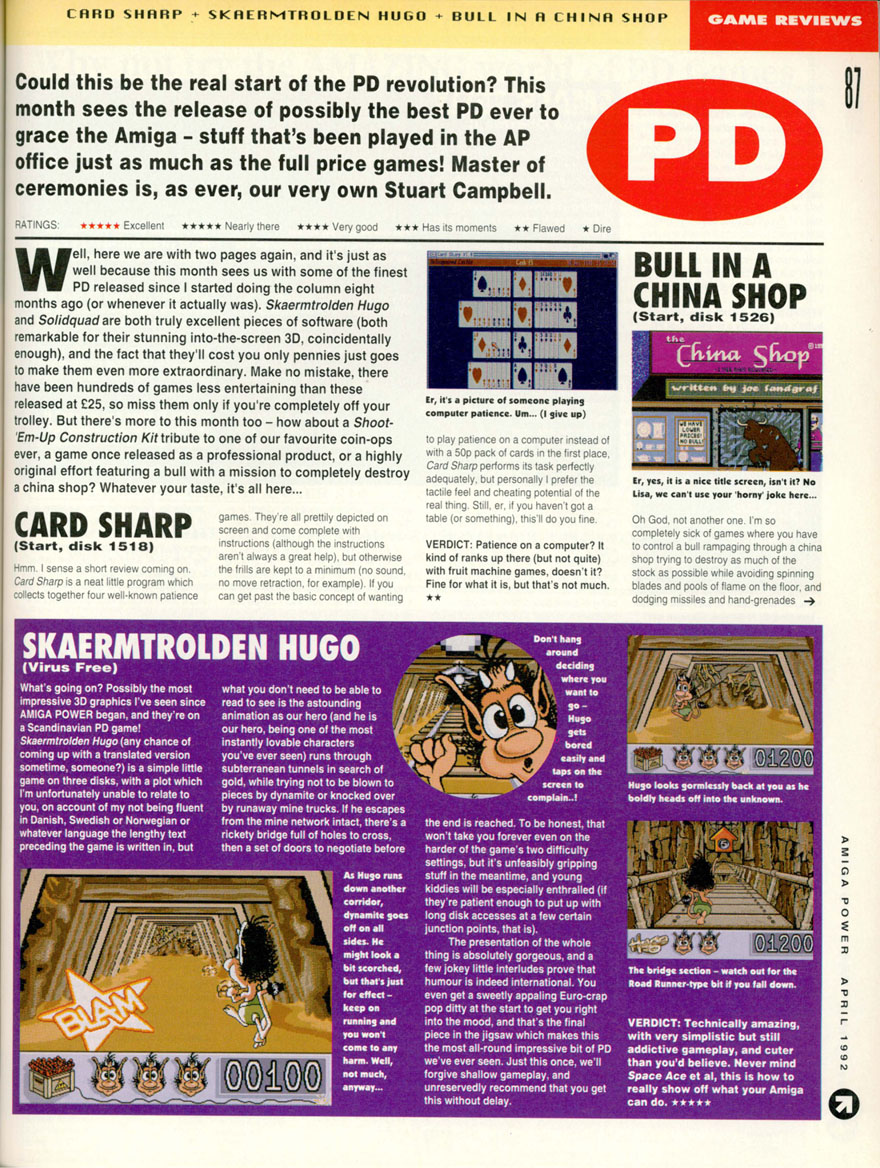 CARD SHARP + SKAERMTROLDEN HUGO + BULL IN A CHINA SHOP
GAME REVIEWS
87
Could this be the real start of the PD revolution? This
month sees the release of possibly the best PD ever to
grace the Amiga – stuff that's been played in the AP
office just as much as the full price games! Master of
ceremonies is, as ever, our very own Stuart Campbell.
PD
RATINGS: ★★★★★ Excellent ★★★★★ Nearly there ★★★★ Very good ★★★ Has its moments ★★ Flawed ★ Dire
Well, here we are with two pages again, and it's just as
well because this month sees us with some of the finest
PD released since I started doing the column eight
months ago (or whenever it actually was). Skaermtrolden Hugo
and Solidquad are both truly excellent pieces of software (both
remarkable for their stunning into-the-screen 3D, coincidentally
enough), and the fact that they'll cost you only pennies just goes
to make them even more extraordinary. Make no mistake, there
have been hundreds of games less entertaining than these
released at £25, so miss them only if you're completely off your
trolley. But there's more to this month too – how about a Shoot-
'Em-Up Construction Kit tribute to one of our favourite coin-ops
ever, a game once released as a professional product, or a highly
original effort featuring a bull with a mission to completely destroy
a china shop? Whatever your taste, it's all here...
CARD SHARP
(Start, disk 1518)
Hmm. I sense a short review coming on.
Card Sharp is a neat little program which
collects together four well-known patience
games. They're all prettily depicted on
screen and come complete with
instructions (although the instructions
aren't always a great help), but otherwise
the frills are kept to a minimum (no sound,
no move retraction, for example). If you
can get past the basic concept of wanting
Er, it's a picture of someone playing
computer patience. Um... (I give up)
to play patience on a computer instead of
with a 50p pack of cards in the first place,
Card Sharp performs its task perfectly
adequately, but personally I prefer the
tactile feel and cheating potential of the
real thing. Still, er, if you haven't got a
table (or something), this'll do you fine.
VERDICT: Patience on a computer? It
kind of ranks up there (but not quite)
with fruit machine games, doesn't it?
Fine for what it is, but that's not much.
★★
BULL IN A
CHINA SHOP
(Start, disk 1526)
the
China Shop
written by joe landgraf
WE HAVE
LOWER
PRICES!
NO BULL!
Er, yes, it is a nice title screen, isn't it? No
Lisa, we can't use your 'horny' joke here...
Oh God, not another one. I'm so
completely sick of games where you have
to control a bull rampaging through a china
shop trying to destroy as much of the
stock as possible while avoiding spinning
blades and pools of flame on the floor, and
dodging missiles and hand-grenades →
SKAERMTROLDEN HUGO
(Virus Free)
What's going on? Possibly the most
impressive 3D graphics I've seen since
AMIGA POWER began, and they're on
a Scandinavian PD game!
Skaermtrolden Hugo (any chance of
coming up with a translated version
sometime, someone?) is a simple little
game on three disks, with a plot which
I'm unfortunately unable to relate to
you, on account of my not being fluent
in Danish, Swedish or Norwegian or
whatever language the lengthy text
preceding the game is written in, but
what you don't need to be able to
read to see is the astounding
animation as our hero (and he is
our hero, being one of the most
instantly lovable characters
you've ever seen) runs through
subterranean tunnels in search of
gold, while trying not to be blown to
pieces by dynamite or knocked over
by runaway mine trucks. If he escapes
from the mine network intact, there's a
rickety bridge full of holes to cross,
then a set of doors to negotiate before
Don't hang
around
deciding
where you
want to
go –
Hugo
gets
bored
easily and
taps on the
screen to
complain..!
the end is reached. To be honest, that
won't take you forever even on the
harder of the game's two difficulty
settings, but it's unfeasibly gripping
stuff in the meantime, and young
kiddies will be especially enthralled (if
they're patient enough to put up with
long disk accesses at a few certain
junction points, that is).
The presentation of the whole
thing is absolutely gorgeous, and a
few jokey little interludes prove that
humour is indeed international. You
even get a sweetly appaling Euro-crap
pop ditty at the start to get you right
into the mood, and that's the final
piece in the jigsaw which makes this
the most all-round impressive bit of PD
we've ever seen. Just this once, we'll
forgive shallow gameplay, and
unreservedly recommend that you get
this without delay.
BLAM
00100
As Hugo runs
down another
corridor,
dynamite goes
off on all
sides. He
might look a
bit scorched,
but that's just
for effect –
keep on
running and
you won't
come to any
harm. Well,
not much,
anyway...
01200
Hugo looks gormlessly back at you as he
boldly heads off into the unknown.
6
Hugo
01200
The bridge section – watch out for the
Road Runner-type bit if you fall down.
VERDICT: Technically amazing,
with very simplistic but still
addictive gameplay, and cuter
than you'd believe. Never mind
Space Ace et al, this is how to
really show off what your Amiga
can do. ★★★★★
AMIGA POWER APRIL 1992